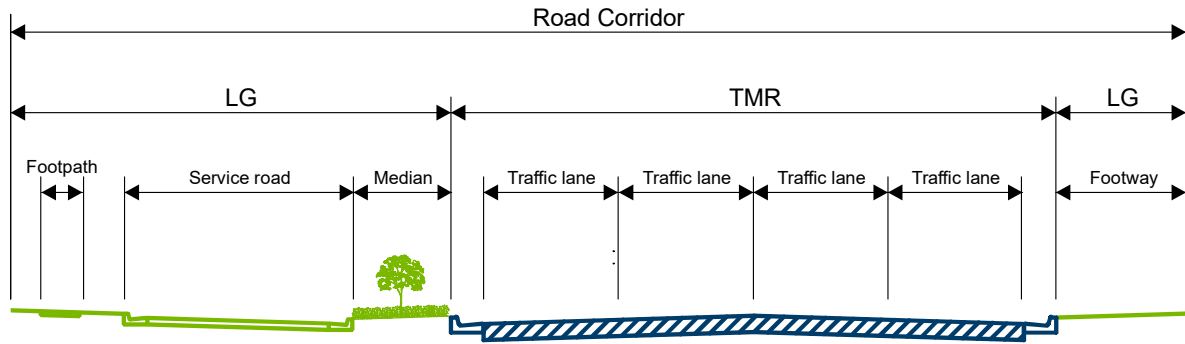 Road Corridor
LG TMR LG
Footpath Service road Median Traffic lane Traffic lane Traffic lane Traffic lane Footway